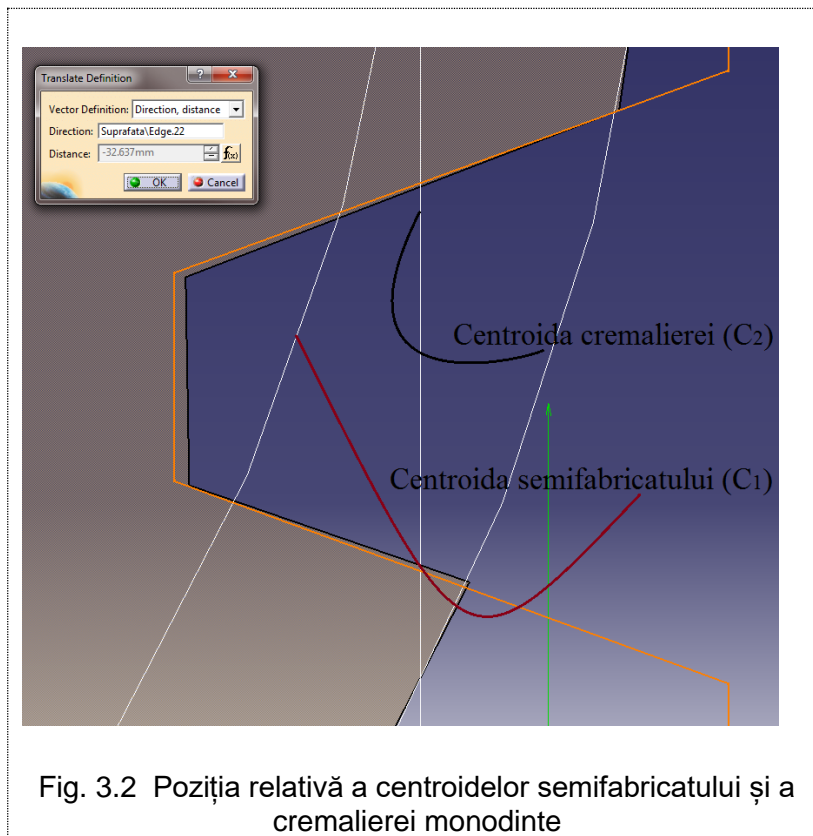 Translate Definition
Vector Definition: Direction, distance
Direction: Suprafata\Edge.22
Distance: -32.637mm
f(x)
OK Cancel
Centroida cremalierei (C2)
Centroida semifabricatului (C1)
Fig. 3.2 Poziția relativă a centroidelor semifabricatului și a
cremalierei monodinte